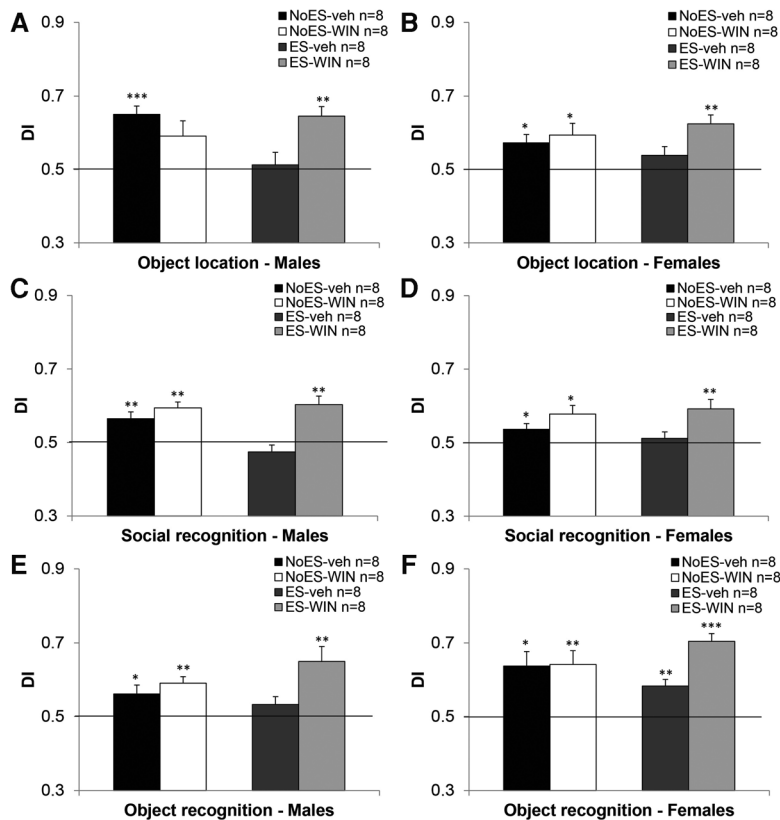 A
NoES-veh n=8
NoES-WIN n=8
ES-veh n=8
ES-WIN n=8
0.9
0.7
0.5
0.3
DI
***
**
Object location - Males
B
NoES-veh n=8
NoES-WIN n=8
ES-veh n=8
ES-WIN n=8
0.9
0.7
0.5
0.3
DI
*
*
**
Object location - Females
C
NoES-veh n=8
NoES-WIN n=8
ES-veh n=8
ES-WIN n=8
0.9
0.7
0.5
0.3
DI
**
**
**
Social recognition - Males
D
NoES-veh n=8
NoES-WIN n=8
ES-veh n=8
ES-WIN n=8
0.9
0.7
0.5
0.3
DI
*
*
**
Social recognition - Females
E
NoES-veh n=8
NoES-WIN n=8
ES-veh n=8
ES-WIN n=8
0.9
0.7
0.5
0.3
DI
*
**
**
Object recognition - Males
F
NoES-veh n=8
NoES-WIN n=8
ES-veh n=8
ES-WIN n=8
0.9
0.7
0.5
0.3
DI
*
**
**
***
Object recognition - Females